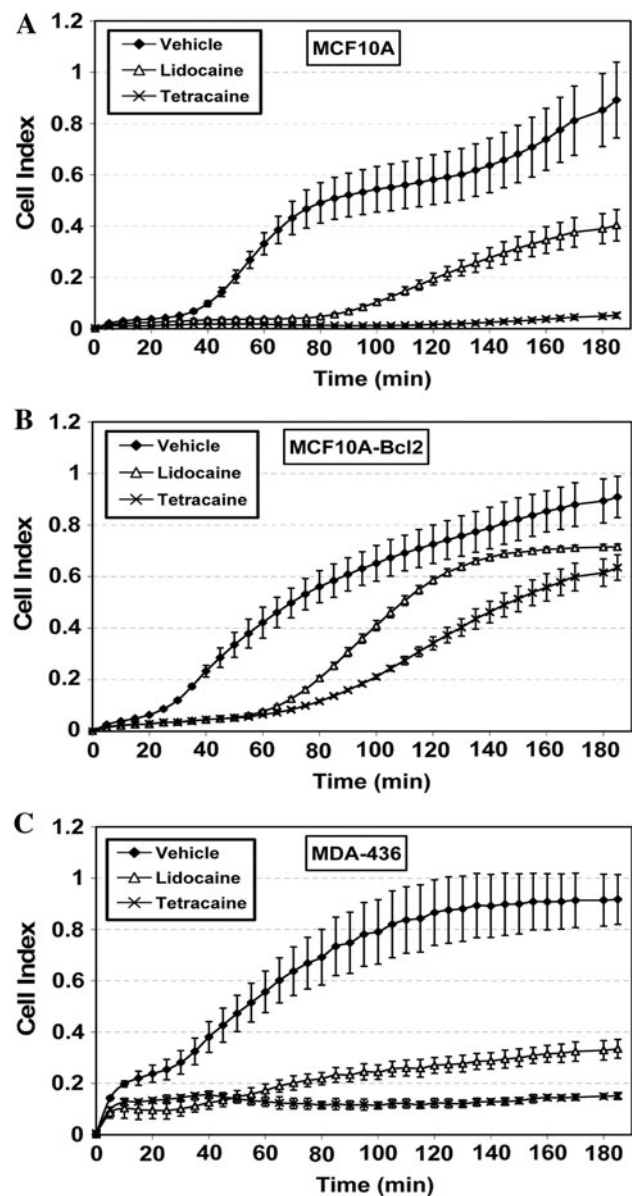 A
1.2
1
0.8
0.6
0.4
0.2
0
Cell Index
Vehicle
Lidocaine
Tetracaine
MCF10A
0 20 40 60 80 100 120 140 160 180
Time (min)
B
1.2
1
0.8
0.6
0.4
0.2
0
Cell Index
Vehicle
Lidocaine
Tetracaine
MCF10A-Bcl2
0 20 40 60 80 100 120 140 160 180
Time (min)
C
1.2
1
0.8
0.6
0.4
0.2
0
Cell Index
Vehicle
Lidocaine
Tetracaine
MDA-436
0 20 40 60 80 100 120 140 160 180
Time (min)